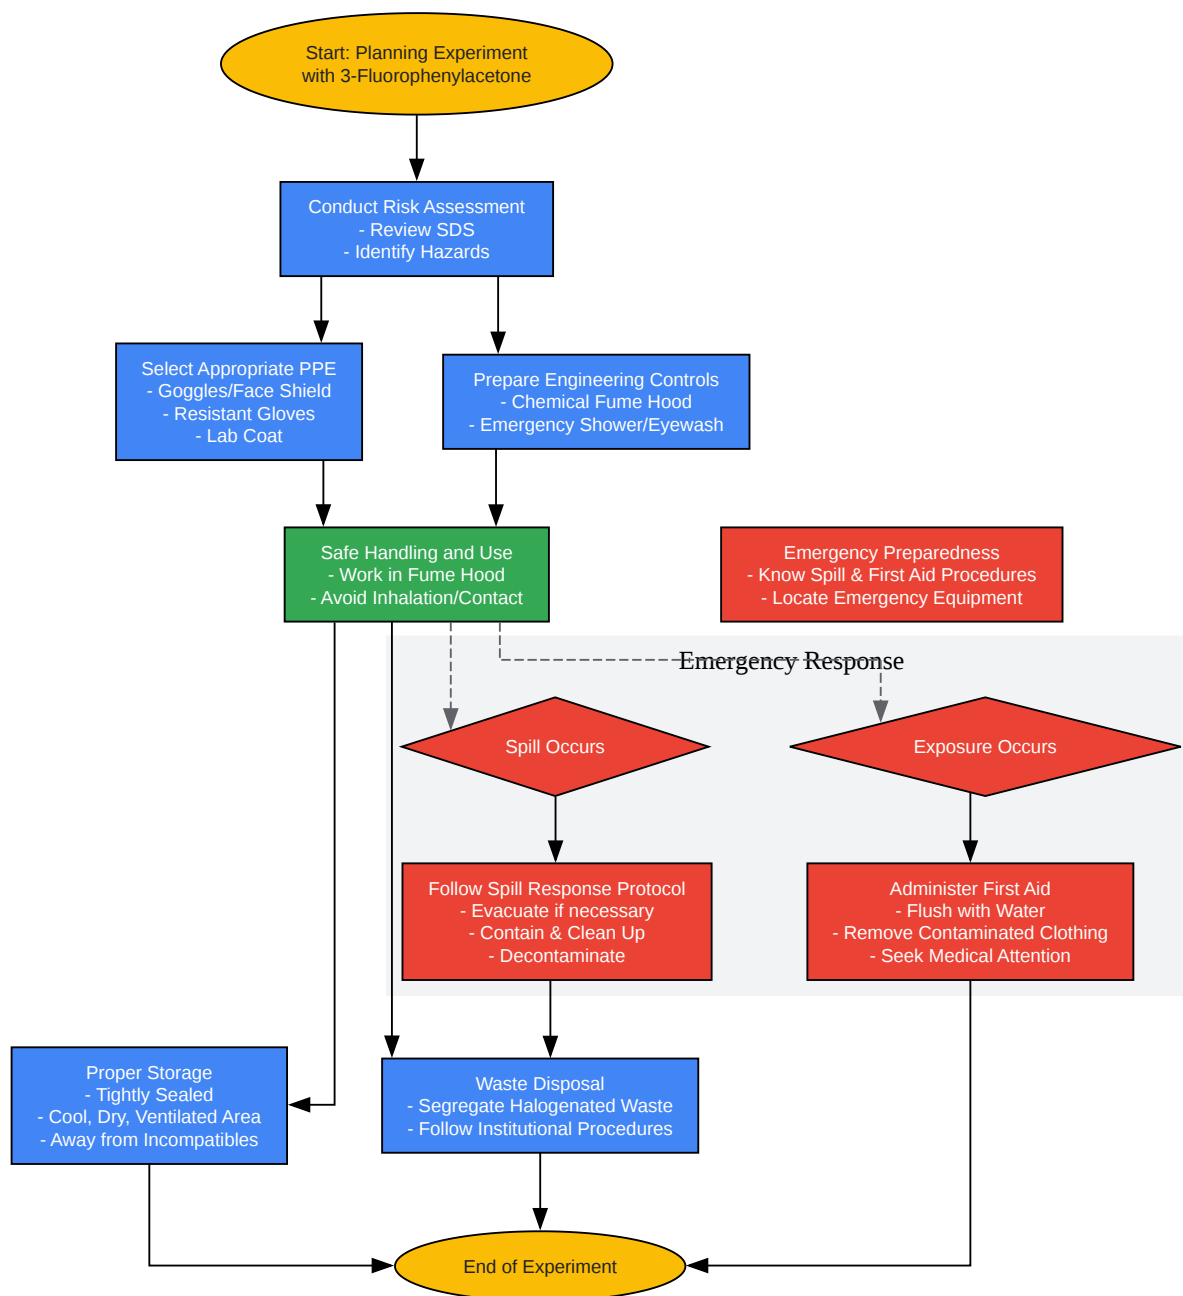 Start: Planning Experiment
with 3-Fluorophenylacetone
Conduct Risk Assessment
- Review SDS
- Identify Hazards
Select Appropriate PPE
- Goggles/Face Shield
- Resistant Gloves
- Lab Coat
Prepare Engineering Controls
- Chemical Fume Hood
- Emergency Shower/Eyewash
Safe Handling and Use
- Work in Fume Hood
- Avoid Inhalation/Contact
Emergency Preparedness
- Know Spill & First Aid Procedures
- Locate Emergency Equipment
Emergency Response
Spill Occurs
Exposure Occurs
Follow Spill Response Protocol
- Evacuate if necessary
- Contain & Clean Up
- Decontaminate
Administer First Aid
- Flush with Water
- Remove Contaminated Clothing
- Seek Medical Attention
Proper Storage
- Tightly Sealed
- Cool, Dry, Ventilated Area
- Away from Incompatibles
Waste Disposal
- Segregate Halogenated Waste
- Follow Institutional Procedures
End of Experiment